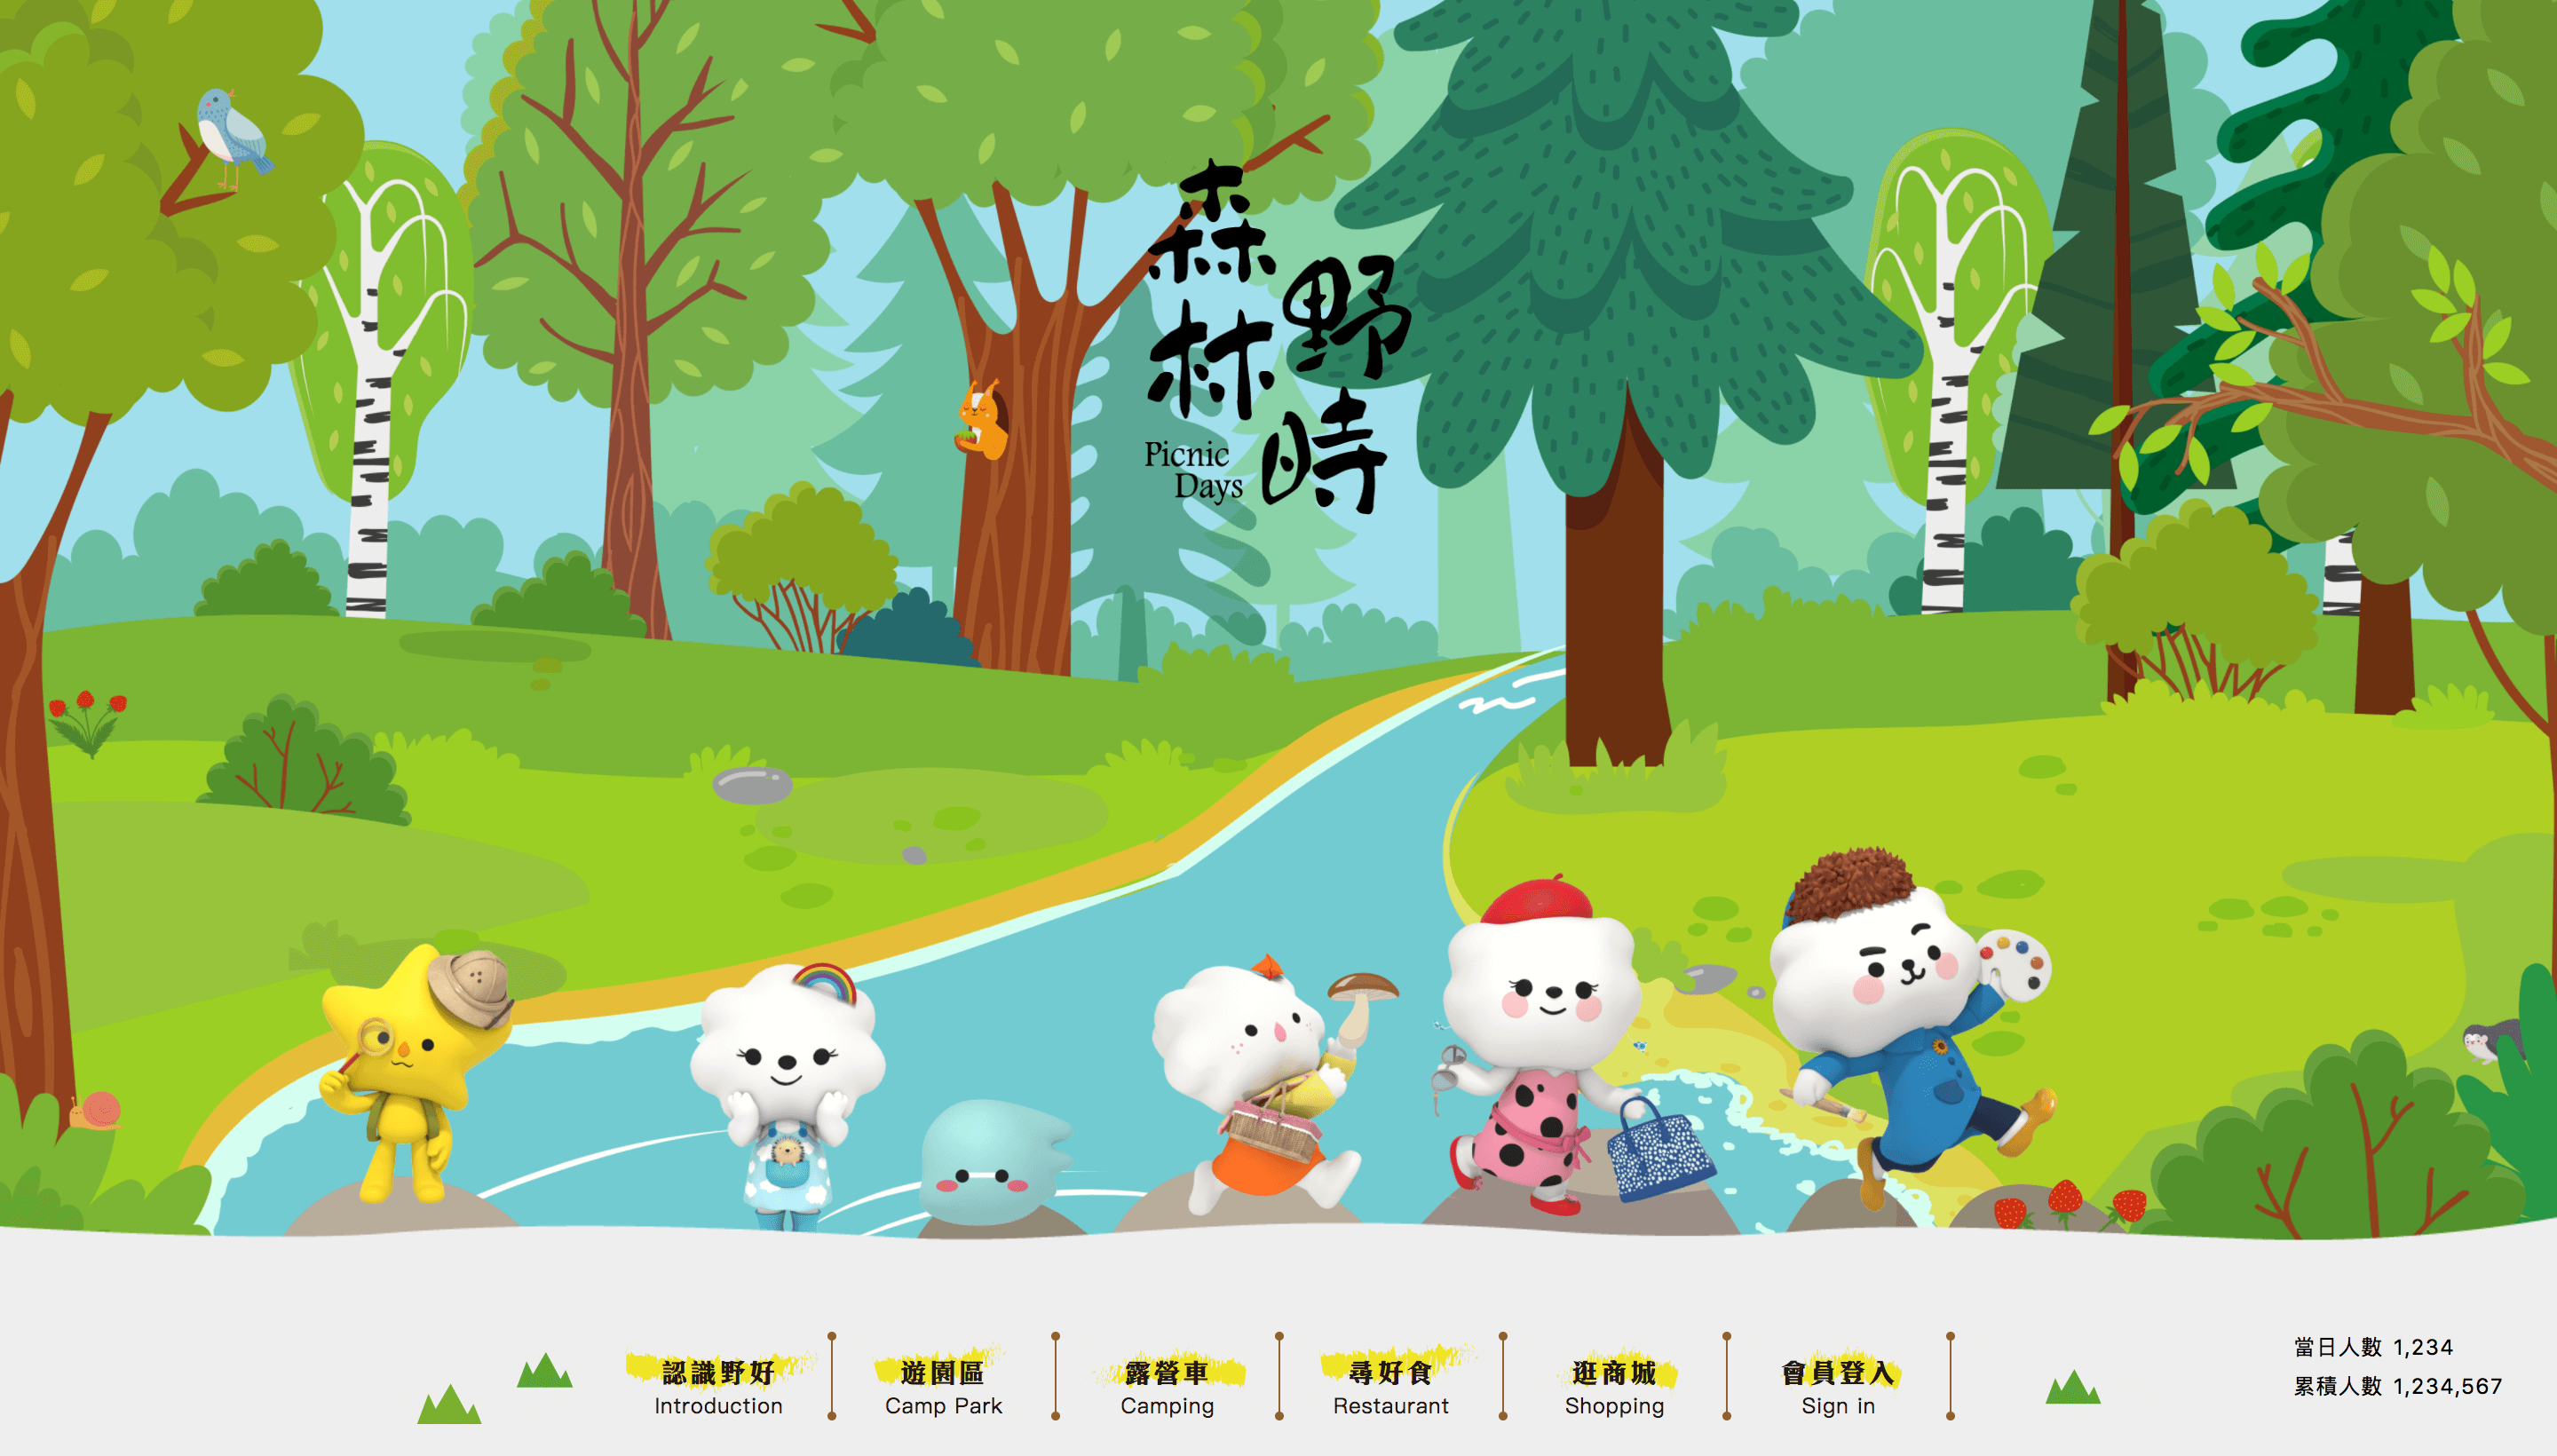 森林
野時
Picnic
Days
認識野好
Introduction
遊園區
Camp Park
露營車
Camping
尋好食
Restaurant
逛商城
Shopping
會員登入
Sign in
當日人數 1,234
累積人數 1,234,567